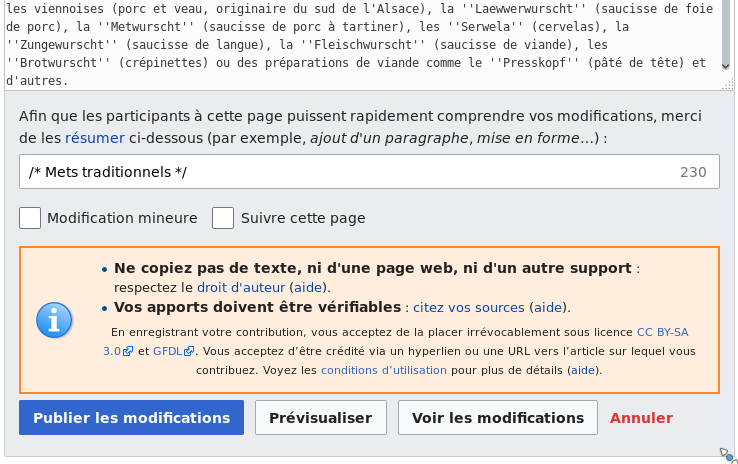 les viennoises (porc et veau, originaire du sud de l'Alsace), la ''Laewwerwurscht'' (saucisse de foie
de porc), la ''Metwurscht'' (saucisse de porc à tartiner), les ''Serwela'' (cervelas), la
''Zungewurscht'' (saucisse de langue), la ''Fleischwurscht'' (saucisse de viande), les
''Brotwurscht'' (crépinettes) ou des préparations de viande comme le ''Presskopf'' (pâté de tête) et
d'autres.
Afin que les participants à cette page puissent rapidement comprendre vos modifications, merci
de les résumer ci-dessous (par exemple, ajout d'un paragraphe, mise en forme…) :
/* Mets traditionnels */ 230
Modification mineure Suivre cette page
• Ne copiez pas de texte, ni d'une page web, ni d'un autre support :
respectez le droit d'auteur (aide).
• Vos apports doivent être vérifiables : citez vos sources (aide).
En enregistrant votre contribution, vous acceptez de la placer irrévocablement sous licence CC BY-SA
3.0 et GFDL. Vous acceptez d’être crédité via un hyperlien ou une URL vers l’article sur lequel vous
contribuez. Voyez les conditions d’utilisation pour plus de détails (aide).
Publier les modifications Prévisualiser Voir les modifications Annuler